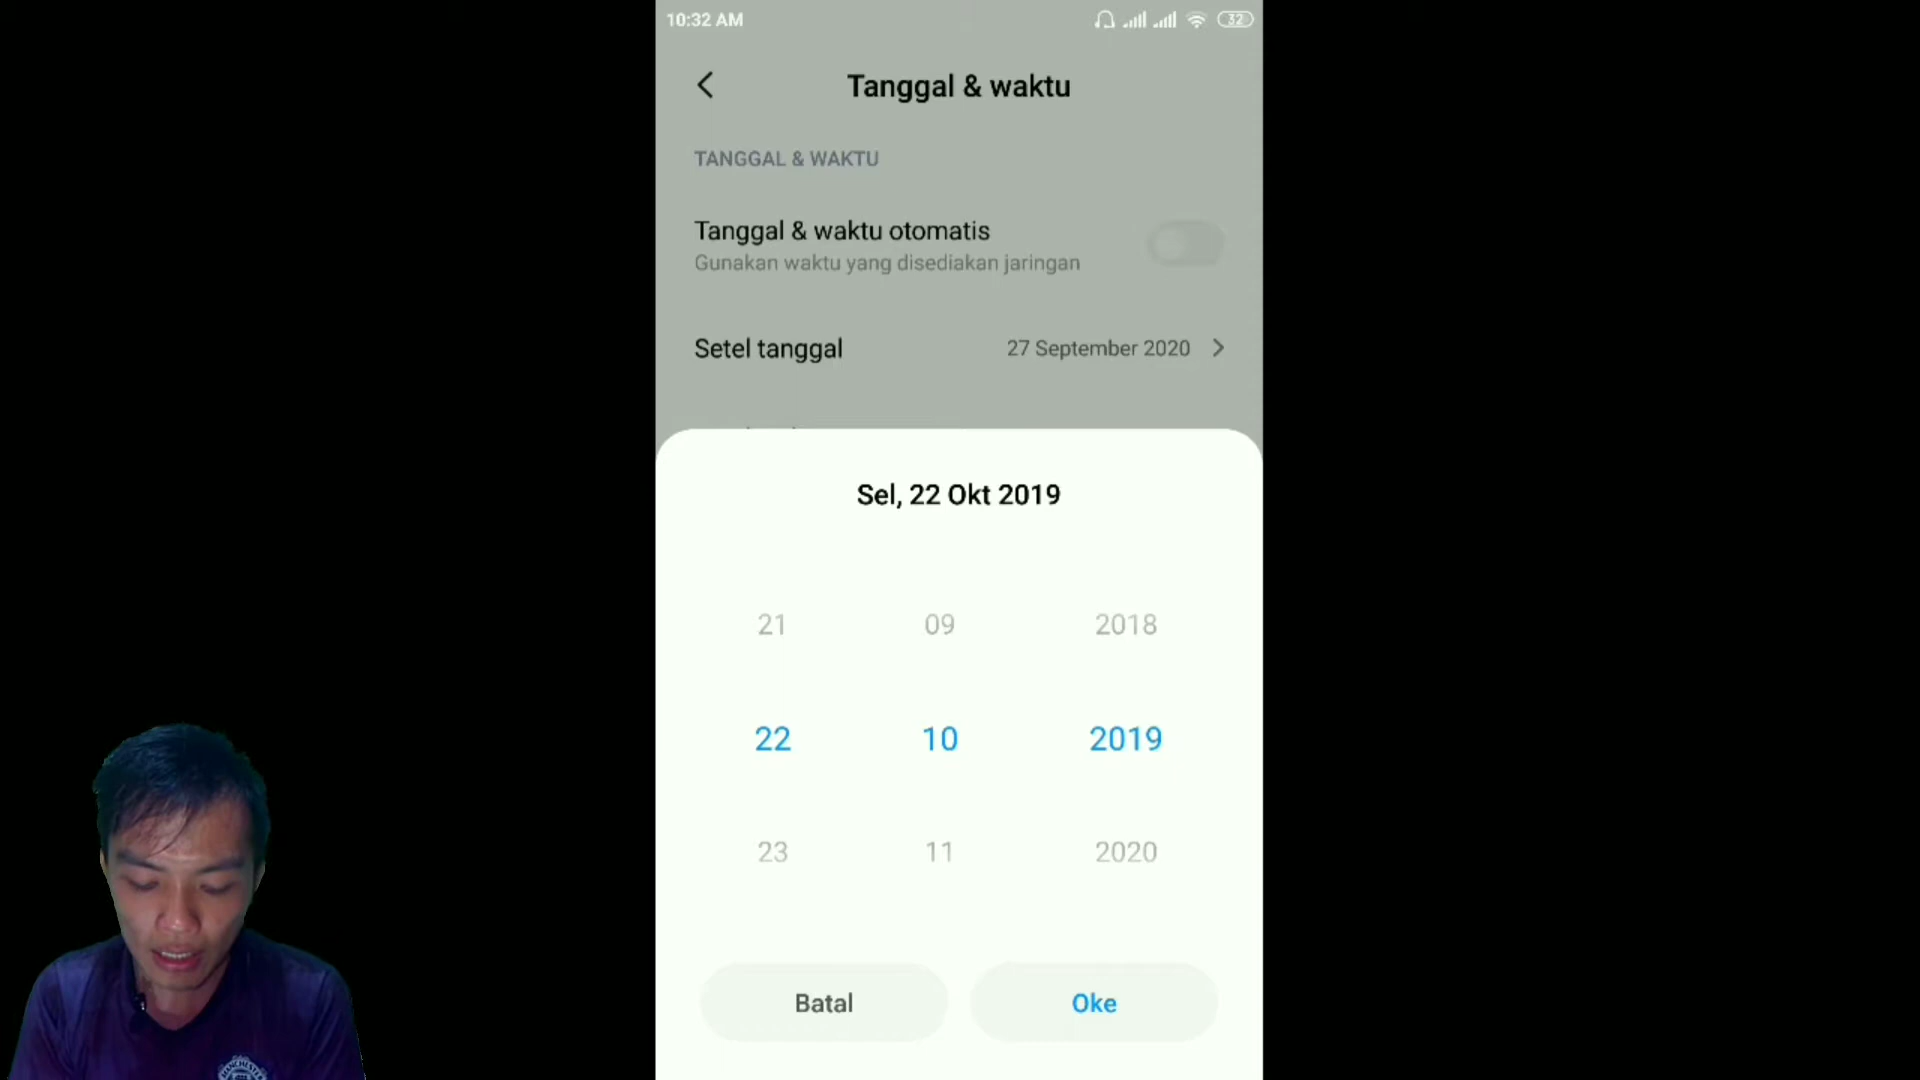 10:32 AM
32
Tanggal & waktu
TANGGAL & WAKTU
Tanggal & waktu otomatis
Gunakan waktu yang disediakan jaringan
Setel tanggal 27 September 2020
Sel, 22 Okt 2019
21 09 2018
22 10 2019
23 11 2020
Batal Oke